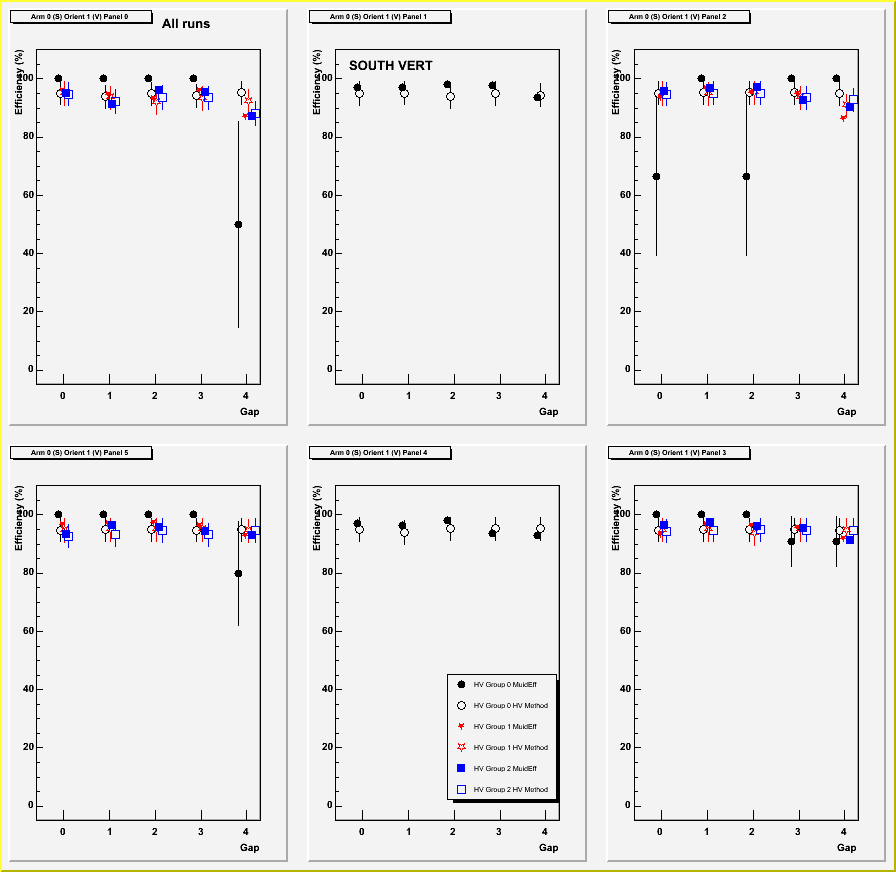 Arm 0 (S) Orient 1 (V) Panel 0
All runs
Efficiency (%)
100
80
60
40
20
0
0 1 2 3 4
Gap
Arm 0 (S) Orient 1 (V) Panel 1
SOUTH VERT
Efficiency (%)
100
80
60
40
20
0
0 1 2 3 4
Gap
Arm 0 (S) Orient 1 (V) Panel 2
Efficiency (%)
100
80
60
40
20
0
0 1 2 3 4
Gap
Arm 0 (S) Orient 1 (V) Panel 5
Efficiency (%)
100
80
60
40
20
0
0 1 2 3 4
Gap
Arm 0 (S) Orient 1 (V) Panel 4
Efficiency (%)
100
80
60
40
20
0
HV Group 0 MuidEff
HV Group 0 HV Method
HV Group 1 MuidEff
HV Group 1 HV Method
HV Group 2 MuidEff
HV Group 2 HV Method
0 1 2 3 4
Gap
Arm 0 (S) Orient 1 (V) Panel 3
Efficiency (%)
100
80
60
40
20
0
0 1 2 3 4
Gap